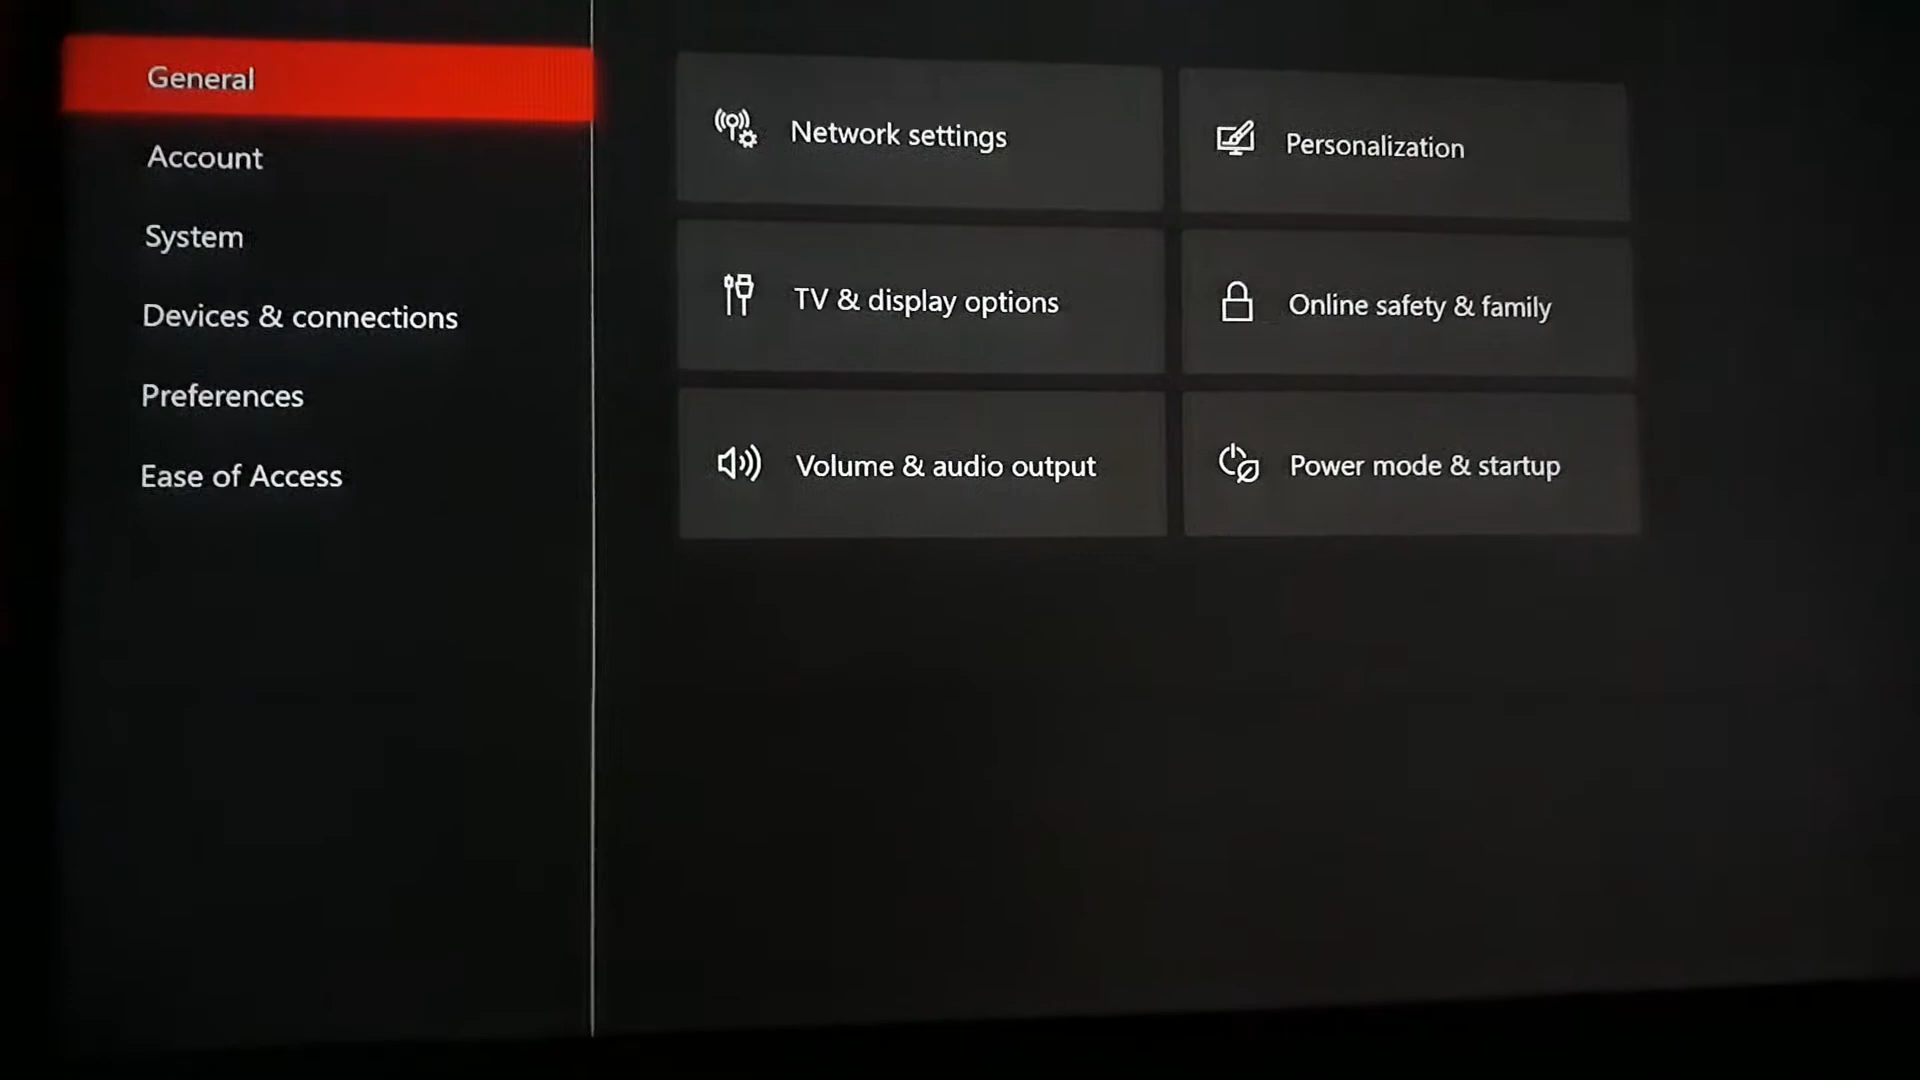 General
Account
System
Devices & connections
Preferences
Ease of Access
Network settings
Personalization
TV & display options
Online safety & family
Volume & audio output
Power mode & startup